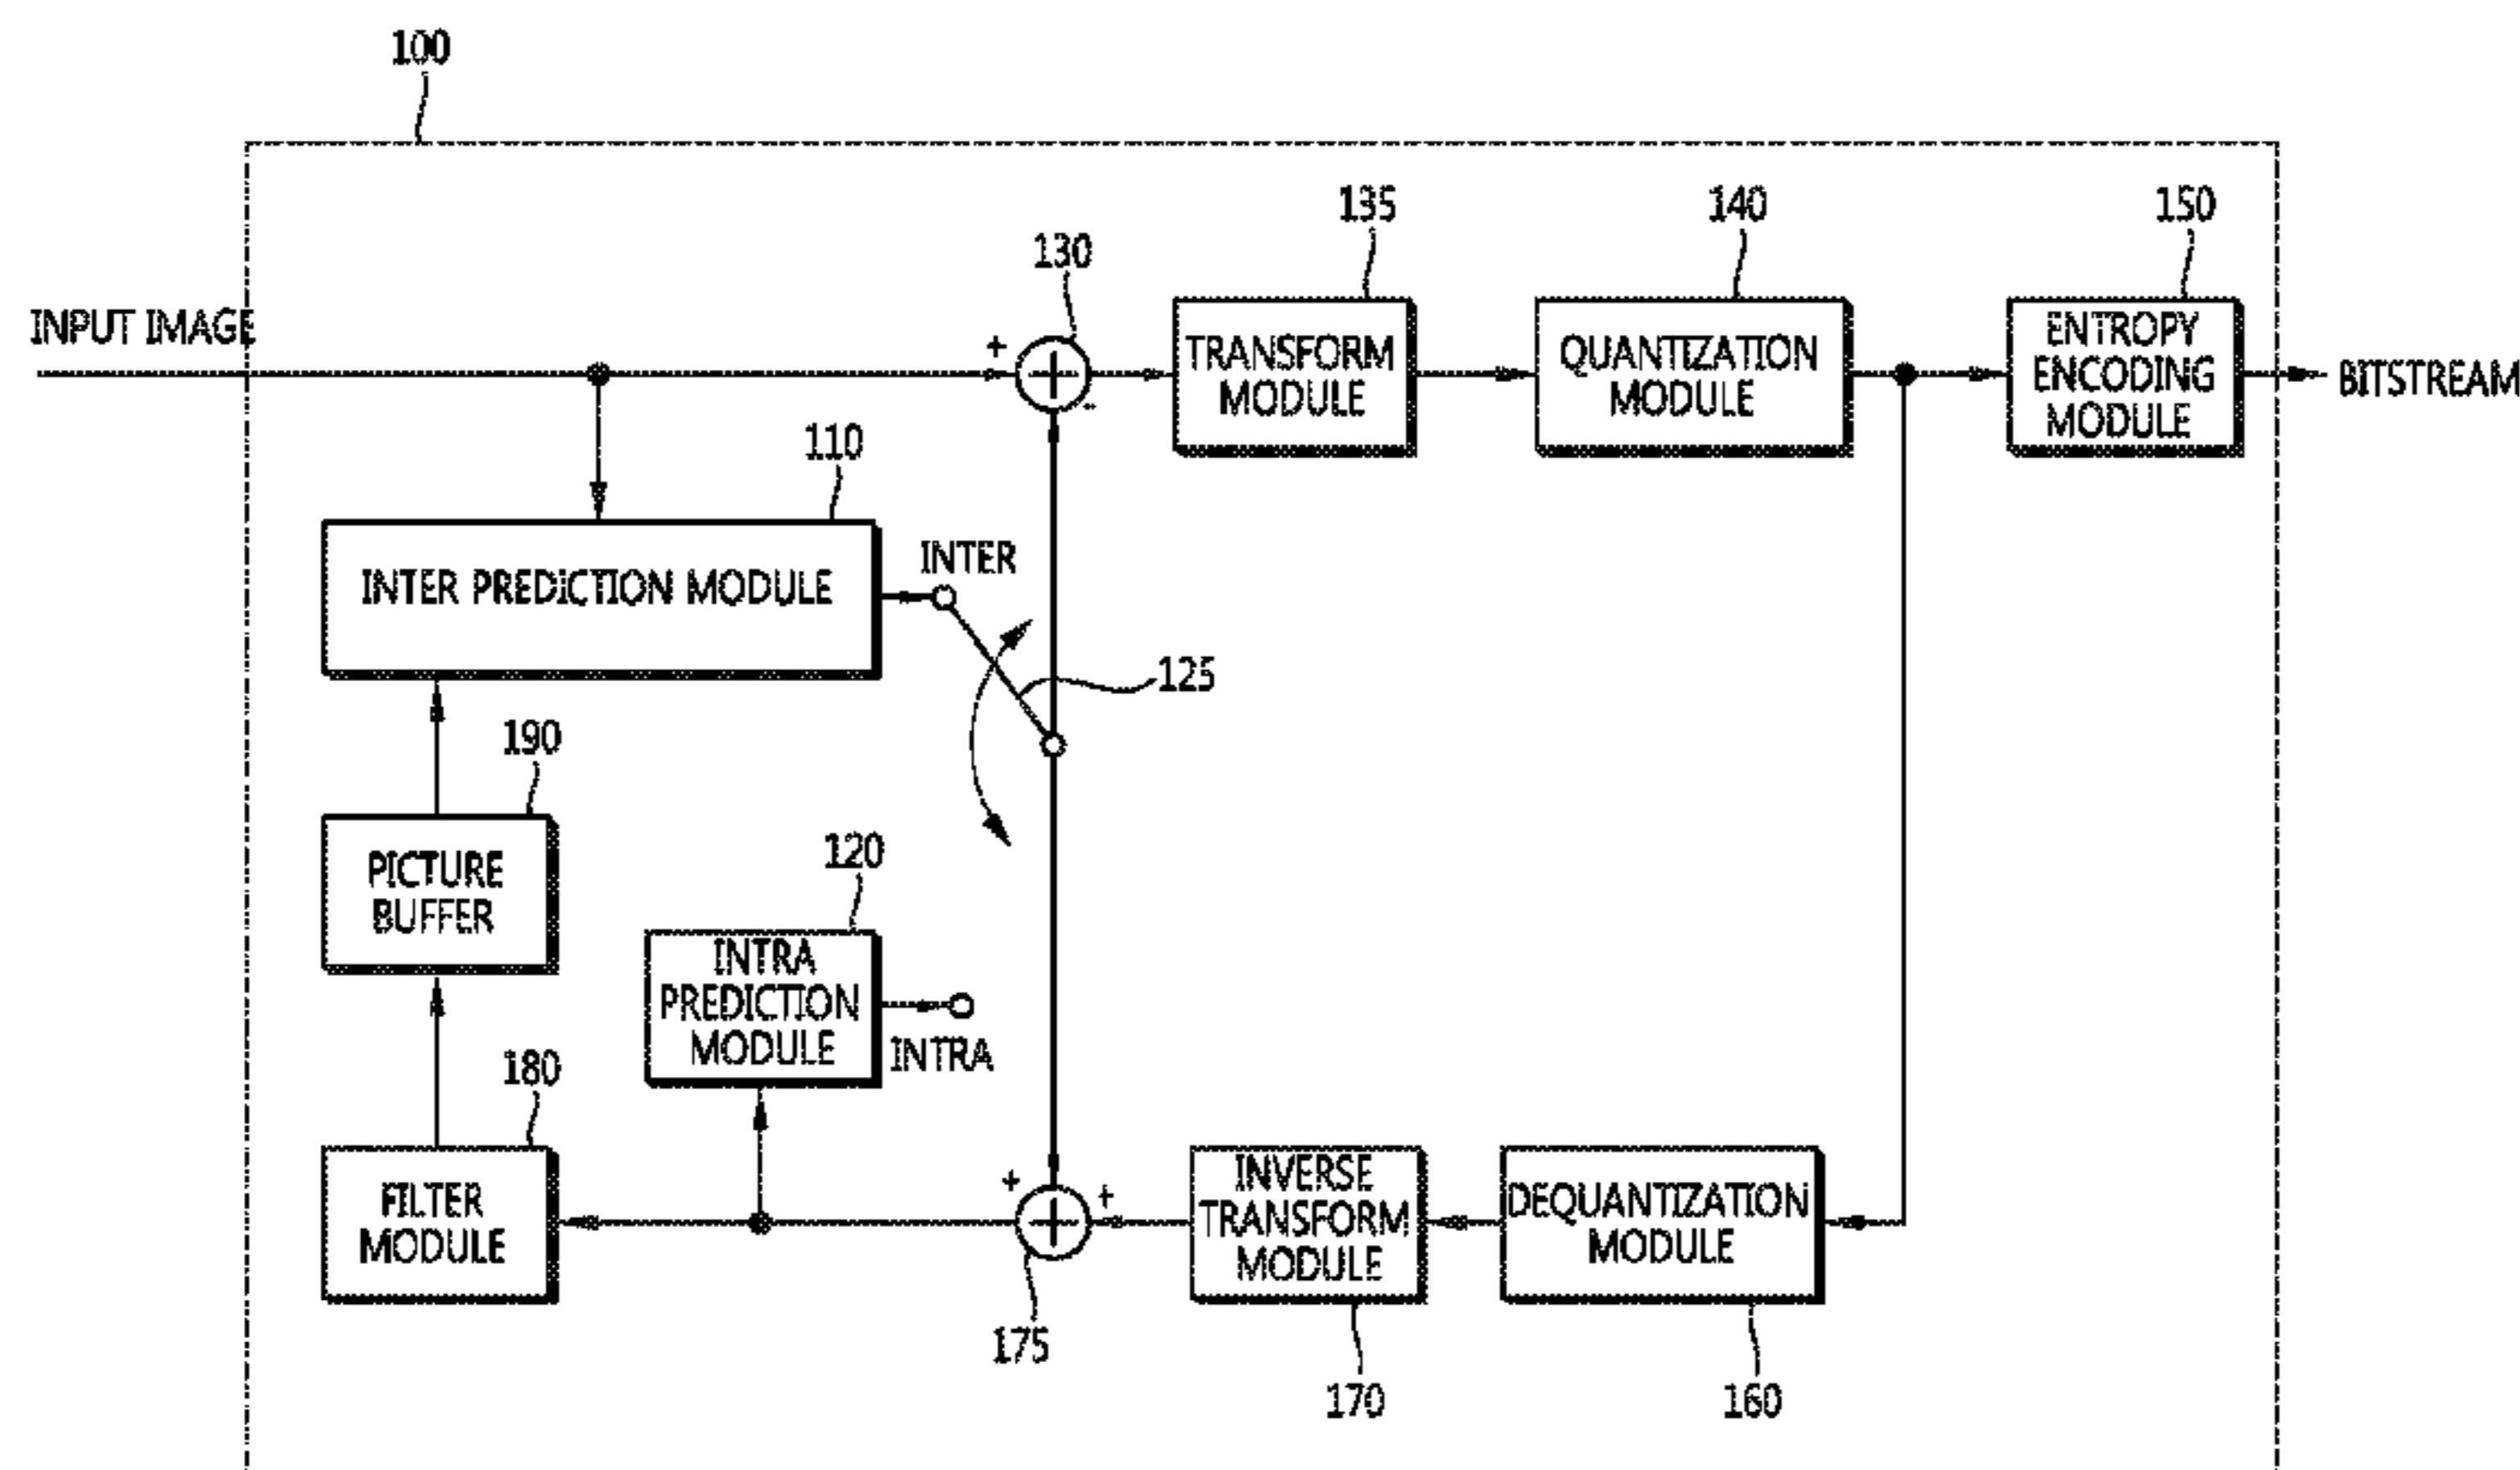 100
135
140
150
130
INPUT IMAGE
+
-
TRANSFORM
MODULE
QUANTIZATION
MODULE
ENTROPY
ENCODING
MODULE
BITSTREAM
110
INTER PREDICTION MODULE
INTER
125
190
PICTURE
BUFFER
120
INTRA
PREDICTION
MODULE
INTRA
180
FILTER
MODULE
+
+
INVERSE
TRANSFORM
MODULE
DEQUANTIZATION
MODULE
175
170
160